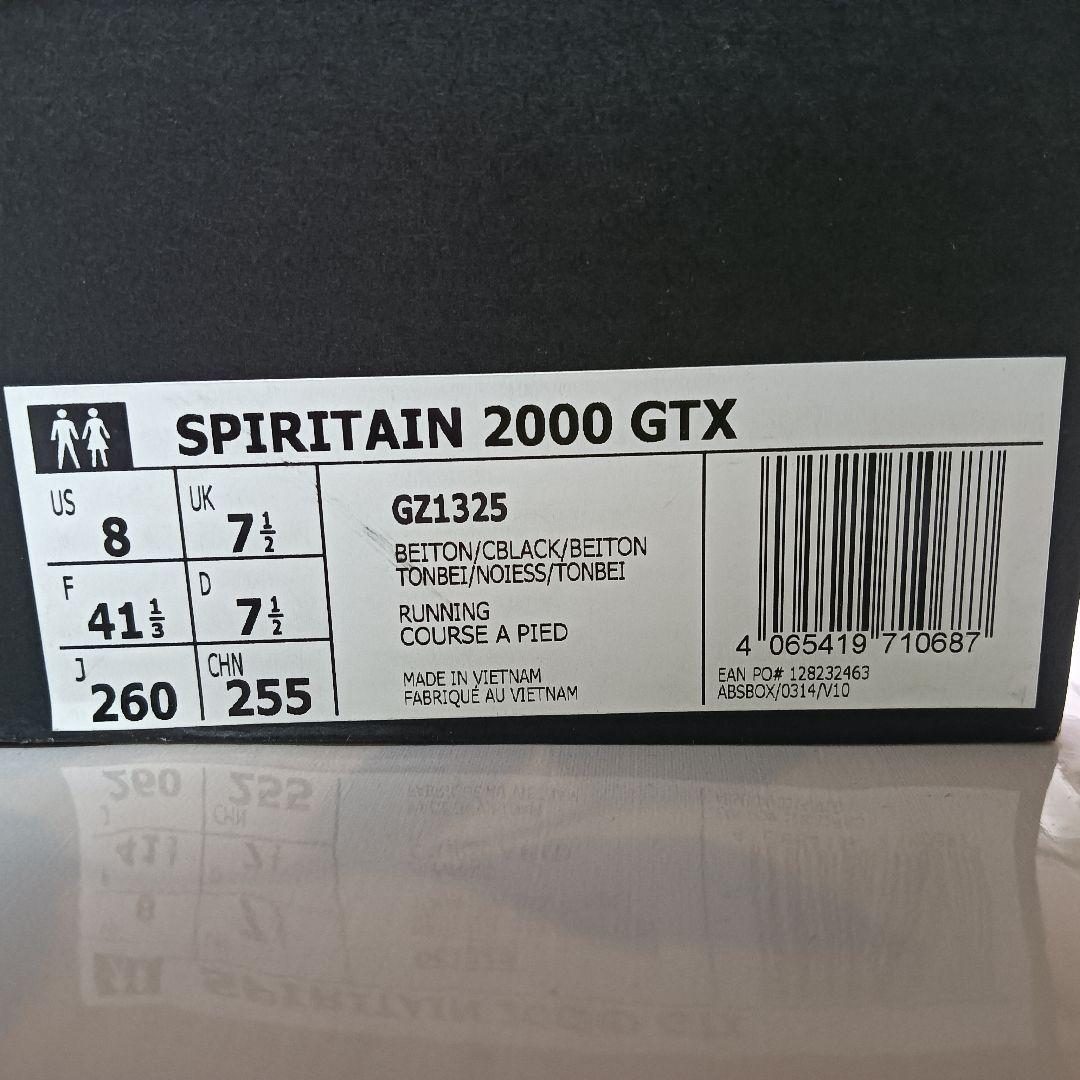 SPIRITAIN 2000 GTX
US
8
UK
7 1/2
F
41 1/3
D
7 1/2
J
260
CHN
255
GZ1325
BEITON/CBLACK/BEITON
TONBEI/NOIESS/TONBEI
RUNNING
COURSE A PIED
MADE IN VIETNAM
FABRIQUÉ AU VIETNAM
4 065419 710687
EAN PO# 128232463
ABSBOX/0314/V10